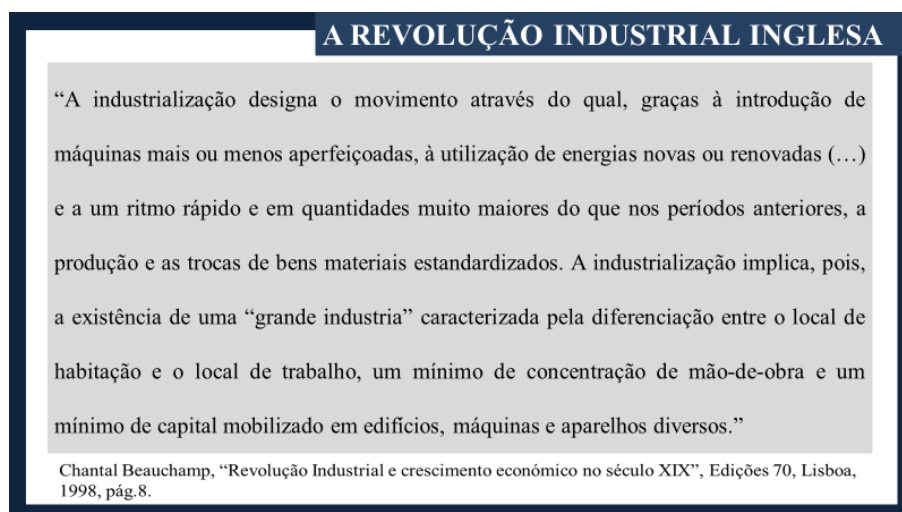 A REVOLUÇÃO INDUSTRIAL INGLESA
“A industrialização designa o movimento através do qual, graças à introdução de
máquinas mais ou menos aperfeiçoadas, à utilização de energias novas ou renovadas (…)
e a um ritmo rápido e em quantidades muito maiores do que nos períodos anteriores, a
produção e as trocas de bens materiais estandardizados. A industrialização implica, pois,
a existência de uma “grande industria” caracterizada pela diferenciação entre o local de
habitação e o local de trabalho, um mínimo de concentração de mão-de-obra e um
mínimo de capital mobilizado em edifícios, máquinas e aparelhos diversos.”
Chantal Beauchamp, “Revolução Industrial e crescimento económico no século XIX”, Edições 70, Lisboa,
1998, pág.8.